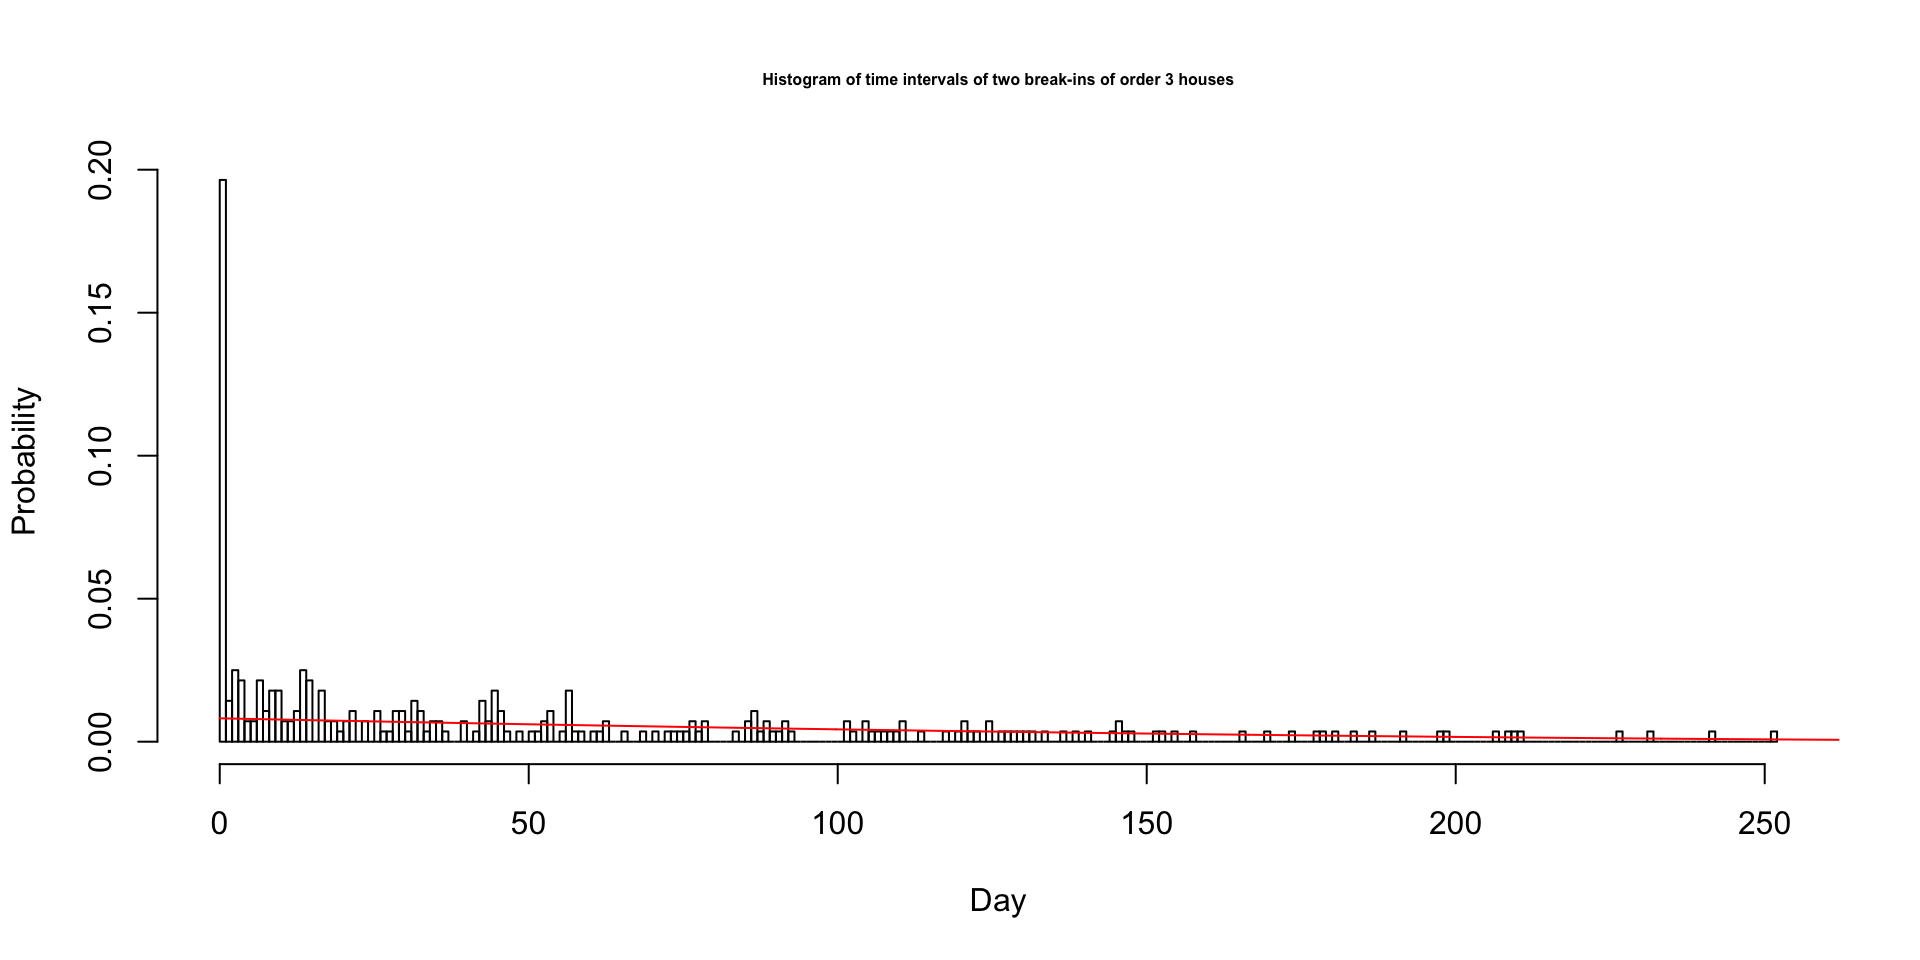 Histogram of time intervals of two break-ins of order 3 houses
Probability
0.20
0.15
0.10
0.05
0.00
0 50 100 150 200 250
Day